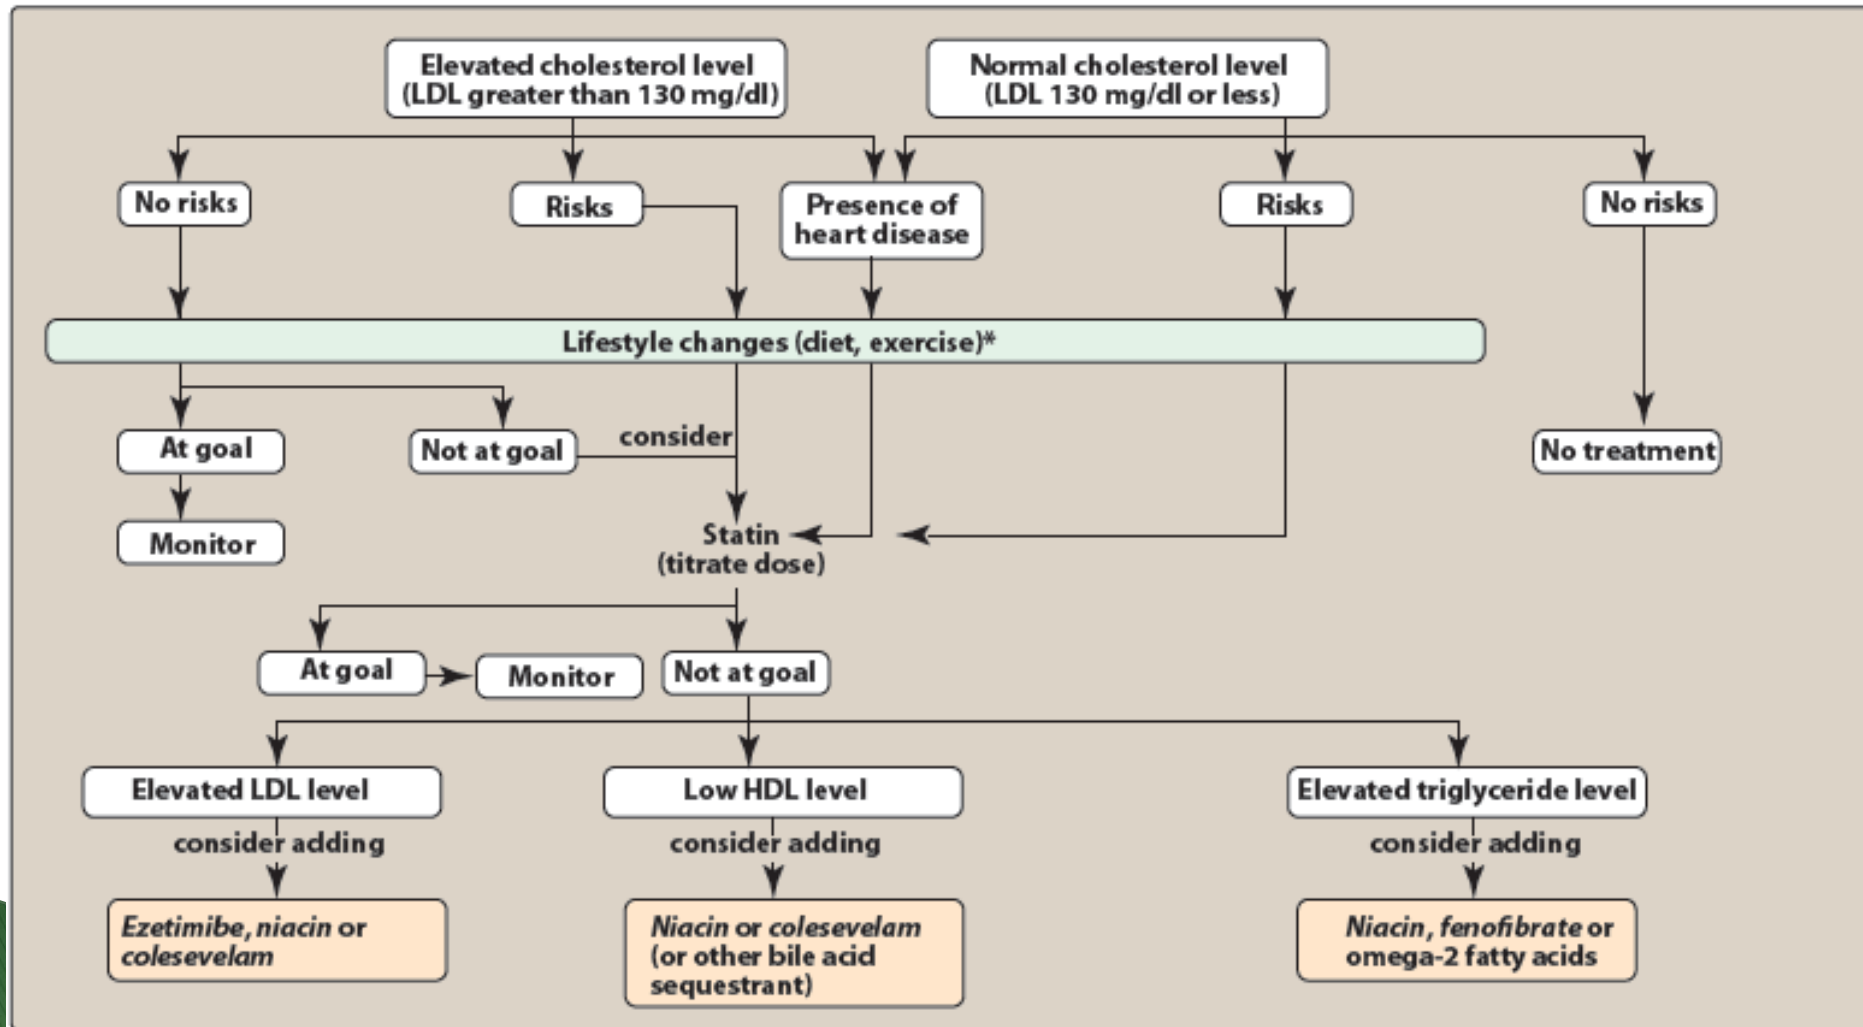 Elevated cholesterol level
(LDL greater than 130 mg/dl)
Normal cholesterol level
(LDL 130 mg/dl or less)
No risks
Risks
Presence of
heart disease
Risks
No risks
Lifestyle changes (diet, exercise)*
At goal
Not at goal
consider
No treatment
Monitor
Statin
(titrate dose)
At goal
Monitor
Not at goal
Elevated LDL level
Low HDL level
Elevated triglyceride level
consider adding
consider adding
consider adding
Ezetimibe, niacin or
colesevelam
Niacin or colesevelam
(or other bile acid
sequestrant)
Niacin, fenofibrate or
omega-2 fatty acids